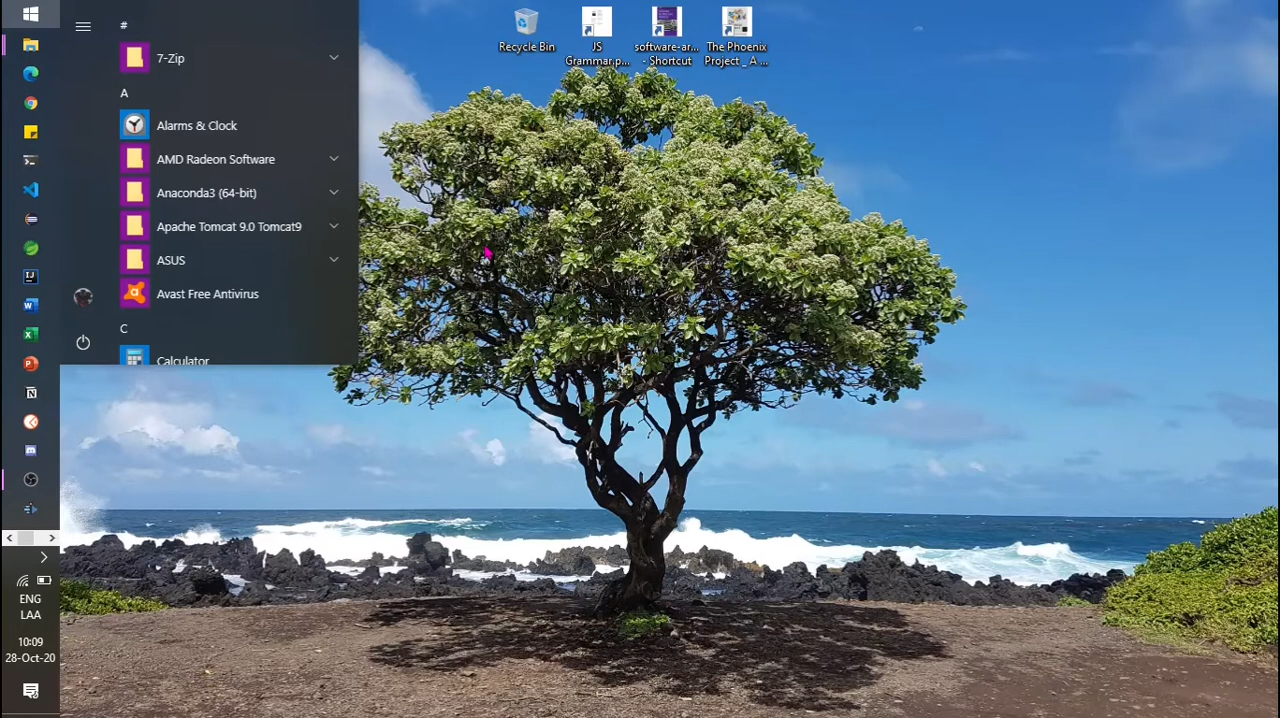 #
7-Zip
A
Alarms & Clock
AMD Radeon Software
Anaconda3 (64-bit)
Apache Tomcat 9.0 Tomcat9
ASUS
Avast Free Antivirus
C
Calculator
Recycle Bin
JS
Grammar.p...
software-ar...
- Shortcut
The Phoenix
Project _ A ...
ENG
LAA
10:09
28-Oct-20